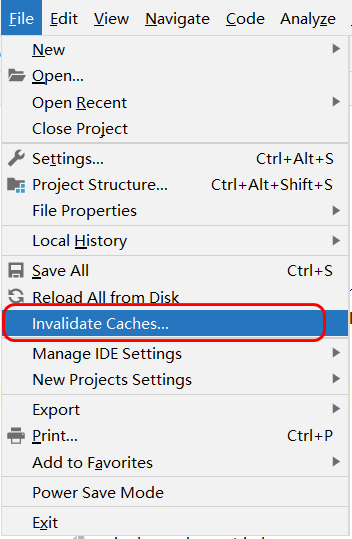 File Edit View Navigate Code Analyze
New
Open...
Open Recent
Close Project
Settings... Ctrl+Alt+S
Project Structure... Ctrl+Alt+Shift+S
File Properties
Local History
Save All Ctrl+S
Reload All from Disk
Invalidate Caches...
Manage IDE Settings
New Projects Settings
Export
Print... Ctrl+P
Add to Favorites
Power Save Mode
Exit